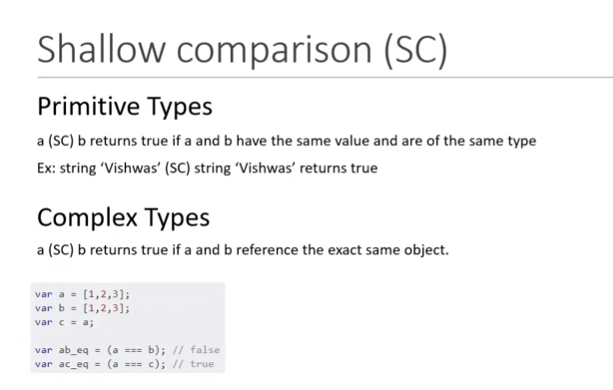 Shallow comparison (SC)
Primitive Types
a (SC) b returns true if a and b have the same value and are of the same type
Ex: string ‘Vishwas’ (SC) string ‘Vishwas’ returns true
Complex Types
a (SC) b returns true if a and b reference the exact same object.
var a = [1,2,3];
var b = [1,2,3];
var c = a;
var ab_eq = (a === b); // false
var ac_eq = (a === c); // true